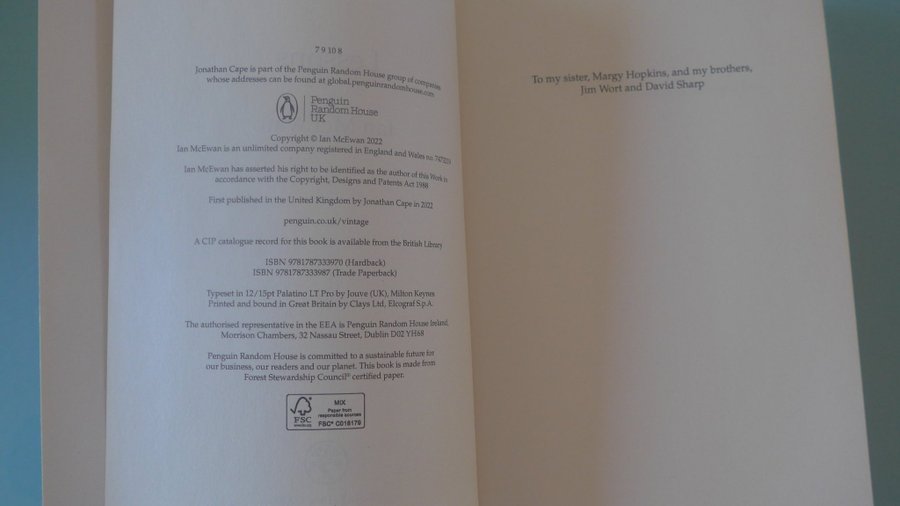 7 9 10 8
Jonathan Cape is part of the Penguin Random House group of companies
whose addresses can be found at global.penguinrandomhouse.com
Penguin
Random House
UK
Copyright © Ian McEwan 2022
Ian McEwan is an unlimited company registered in England and Wales no.
Ian McEwan has asserted his right to be identified as the author of this Work in
accordance with the Copyright, Designs and Patents Act 1988
First published in the United Kingdom by Jonathan Cape in 2022
penguin.co.uk/vintage
A CIP catalogue record for this book is available from the British Library
ISBN 9781787333970 (Hardback)
ISBN 9781787333987 (Trade Paperback)
Typeset in 12/15pt Palatino LT Pro by Jouve (UK), Milton Keynes
Printed and bound in Great Britain by Clays Ltd, Elcograf S.p.A.
The authorised representative in the EEA is Penguin Random House Ireland,
Morrison Chambers, 32 Nassau Street, Dublin D02 YH68
Penguin Random House is committed to a sustainable future for
our business, our readers and our planet. This book is made from
Forest Stewardship Council® certified paper.
FSC
www.fsc.org
MIX
Paper from
responsible sources
FSC® C018179
To my sister, Margy Hopkins, and my brothers,
Jim Wort and David Sharp